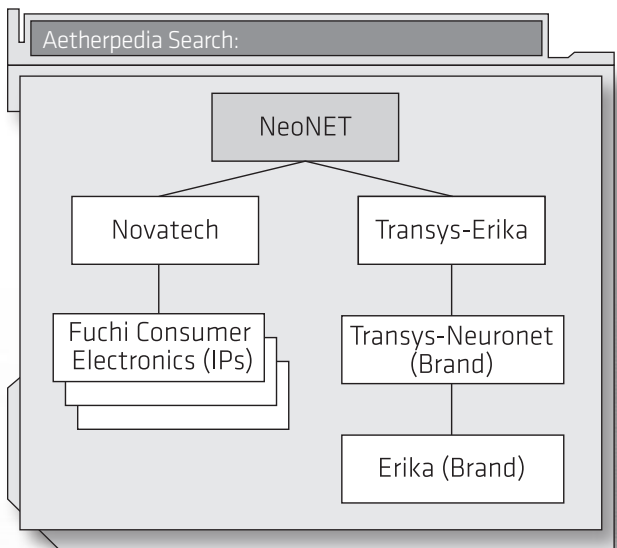 Aetherpedia Search:
NeoNET
Novatech
Transys-Erika
Fuchi Consumer
Electronics (IPs)
Transys-Neuronet
(Brand)
Erika (Brand)